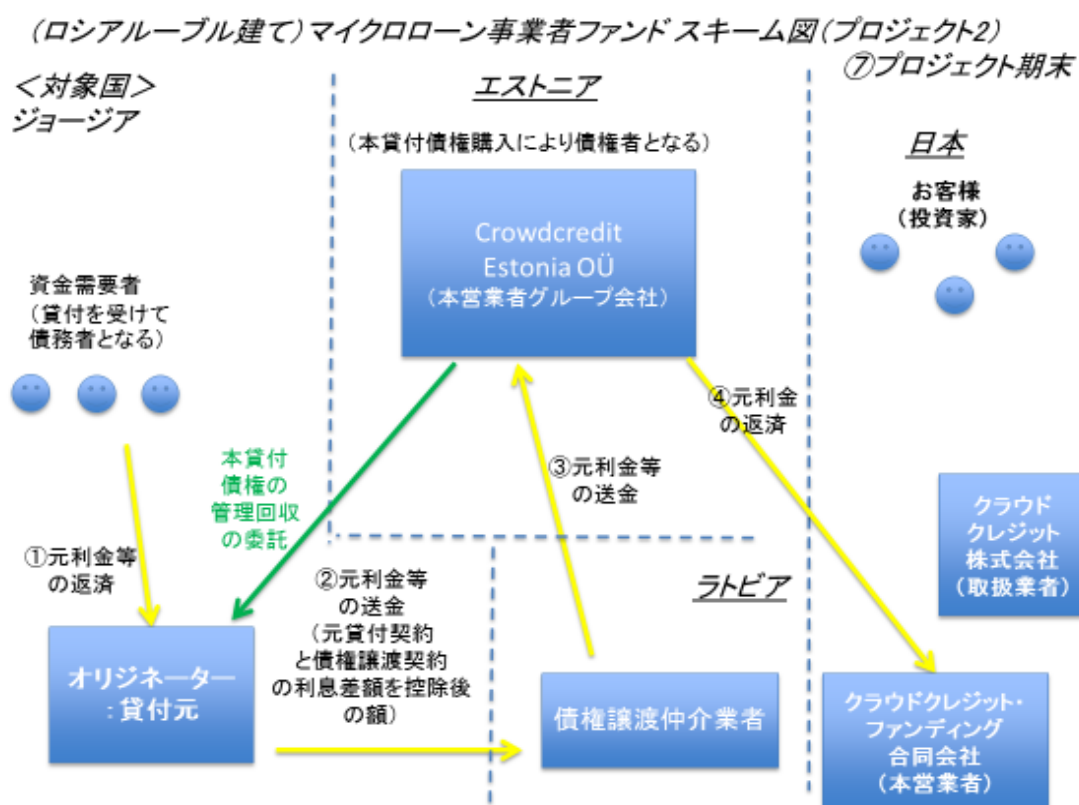 (ロシアルーブル建て)マイクロローン事業者ファンド スキーム図(プロジェクト2)
⑦プロジェクト期末
<対象国>
ジョージア
エストニア
(本貸付債権購入により債権者となる)
日本
お客様
(投資家)
Crowdcredit
Estonia OÜ
(本営業者グループ会社)
資金需要者
(貸付を受けて
債務者となる)
④元利金
の返済
本貸付
債権の
管理回収
の委託
③元利金等
の送金
クラウド
クレジット
株式会社
(取扱業者)
①元利金等
の返済
②元利金等
の送金
(元貸付契約
と債権譲渡契約
の利息差額を控除後
の額)
ラトビア
オリジネーター
:貸付元
債権譲渡仲介業者
クラウドクレジット・
ファンディング
合同会社
(本営業者)